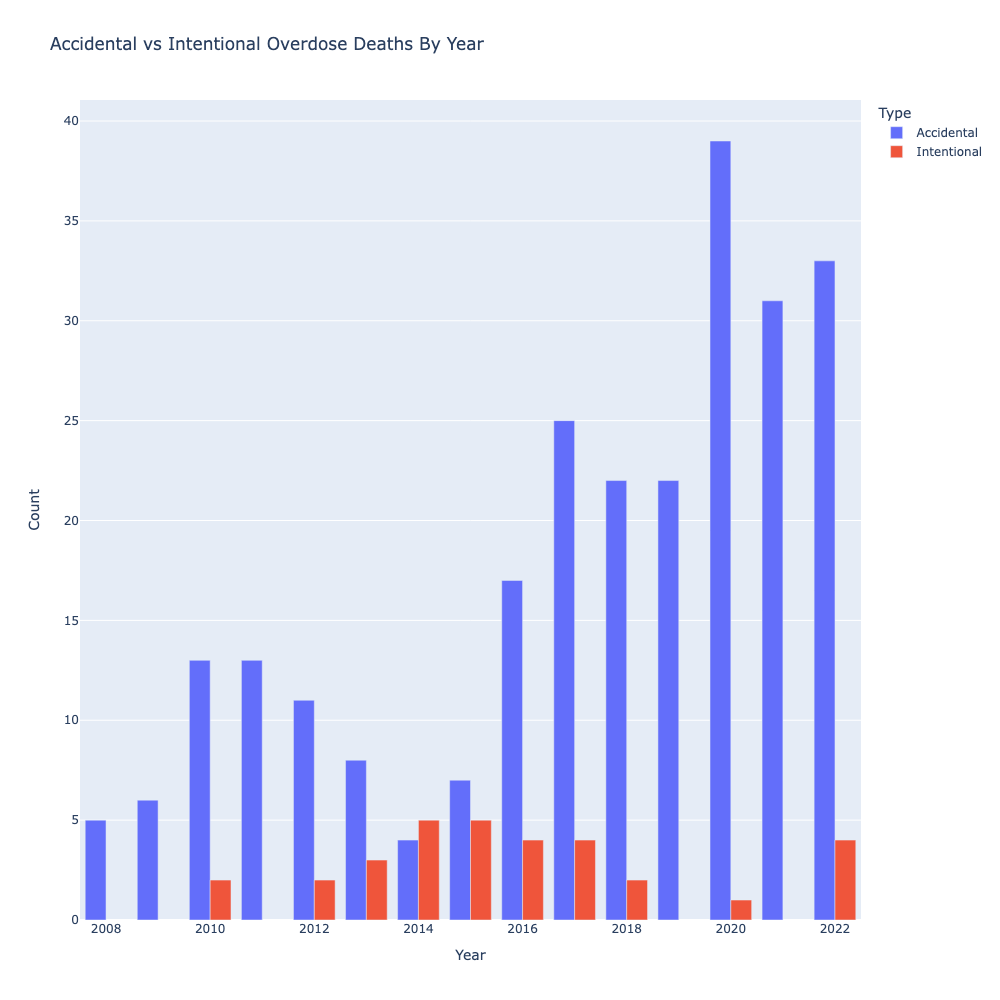 Accidental vs Intentional Overdose Deaths By Year
Type
Accidental
Intentional
40
35
30
25
20
15
10
5
0
Count
2008 2010 2012 2014 2016 2018 2020 2022
Year